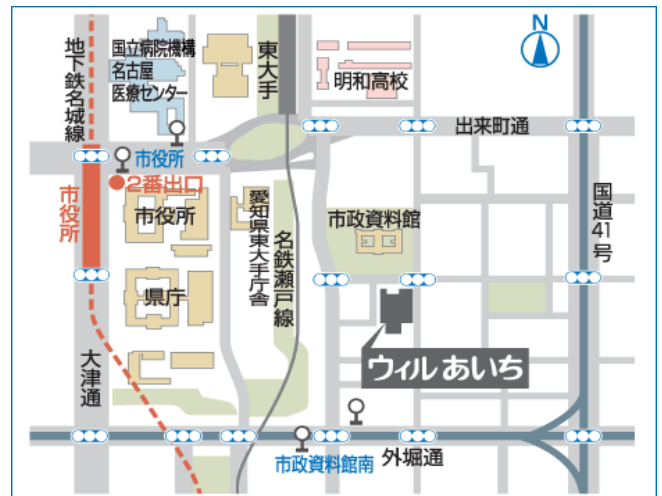 N
地下鉄名城線
国立病院機構
名古屋
医療センター
東大手
明和高校
出来町通
市役所
2番出口
市役所
市役所
愛知県東大手庁舎
名鉄瀬戸線
市政資料館
国道41号
県庁
大津通
ウィルあいち
市政資料館南
外堀通